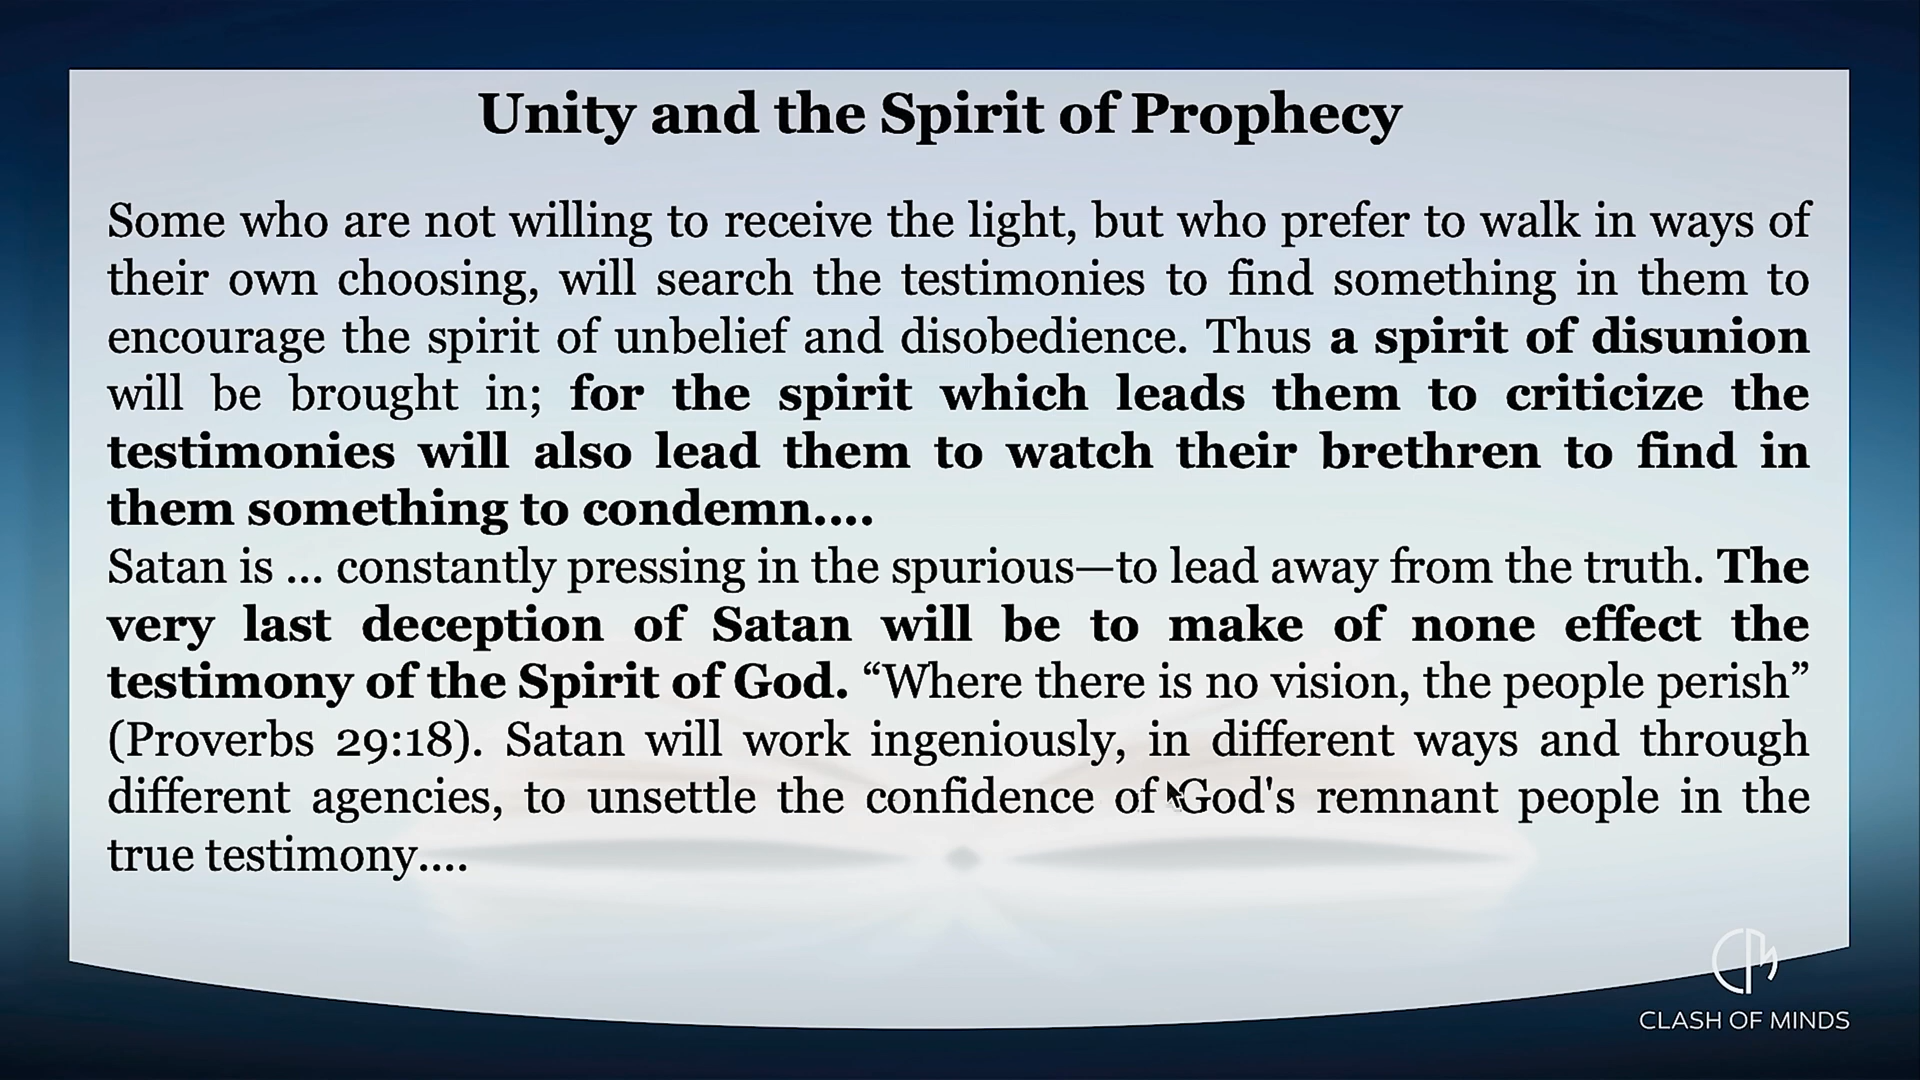 Unity and the Spirit of Prophecy
Some who are not willing to receive the light, but who prefer to walk in ways of
their own choosing, will search the testimonies to find something in them to
encourage the spirit of unbelief and disobedience. Thus a spirit of disunion
will be brought in; for the spirit which leads them to criticize the
testimonies will also lead them to watch their brethren to find in
them something to condemn....
Satan is ... constantly pressing in the spurious—to lead away from the truth. The
very last deception of Satan will be to make of none effect the
testimony of the Spirit of God. “Where there is no vision, the people perish”
(Proverbs 29:18). Satan will work ingeniously, in different ways and through
different agencies, to unsettle the confidence of God's remnant people in the
true testimony....
CLASH OF MINDS